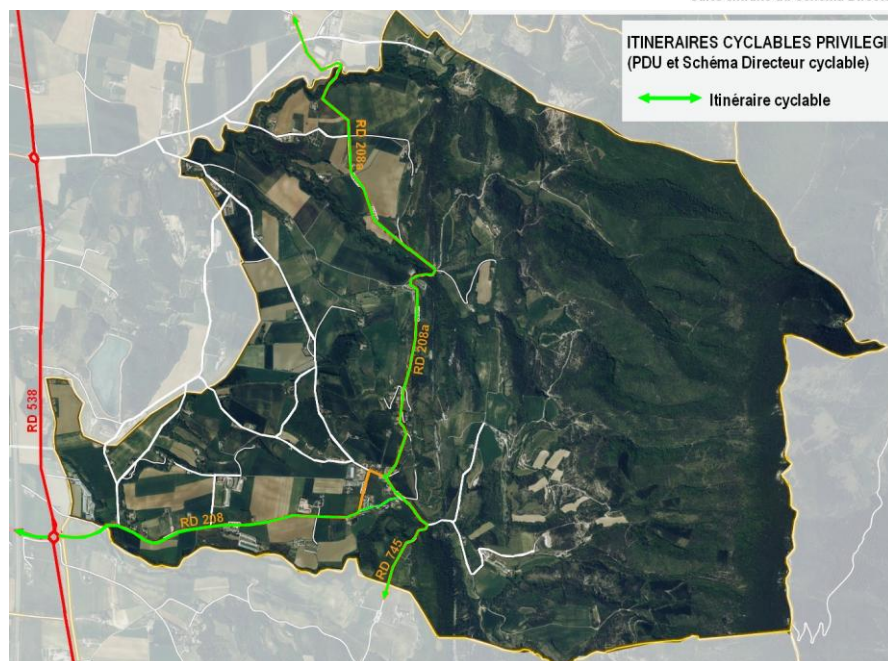 ITINERAIRES CYCLABLES PRIVILEGI
(PDU et Schéma Directeur cyclable)
Itinéraire cyclable
RD 208a
RD 208a
RD 538
RD 208
RD 745